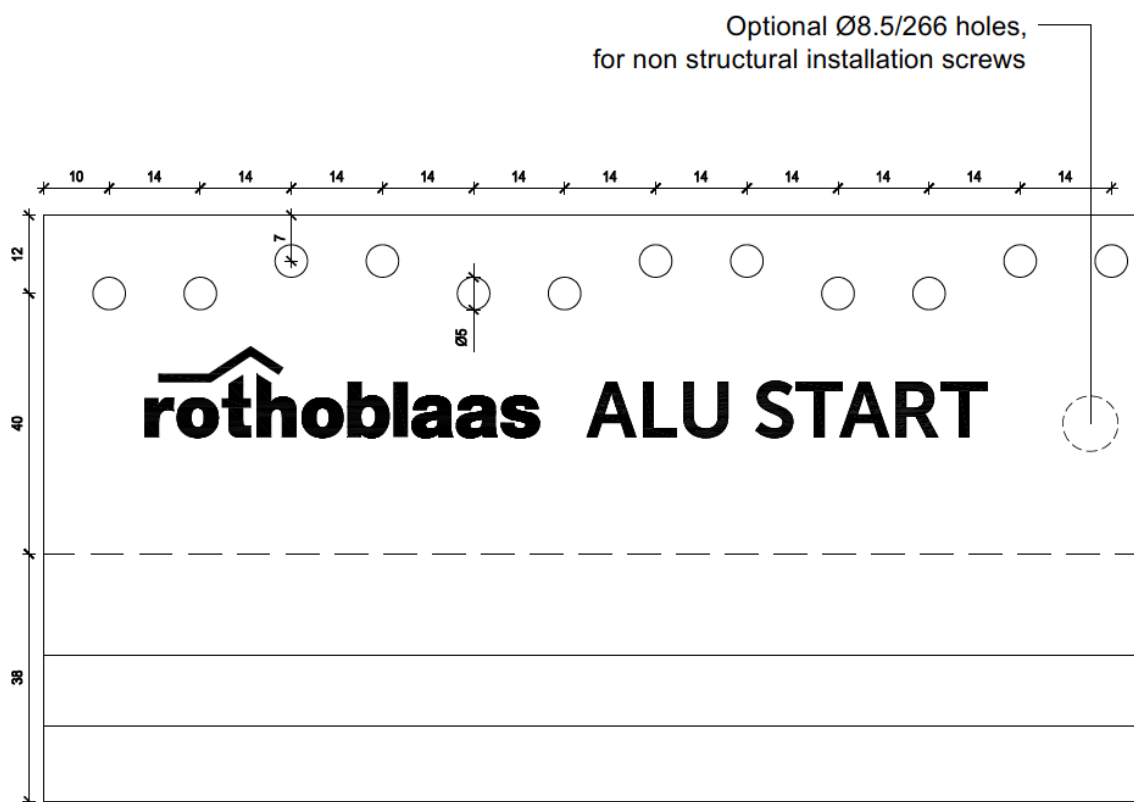 Optional Ø8.5/266 holes,
for non structural installation screws
10 14 14 14 14 14 14 14 14 14 14 14
12
7
Ø5
rothoblaas ALU START
40
38